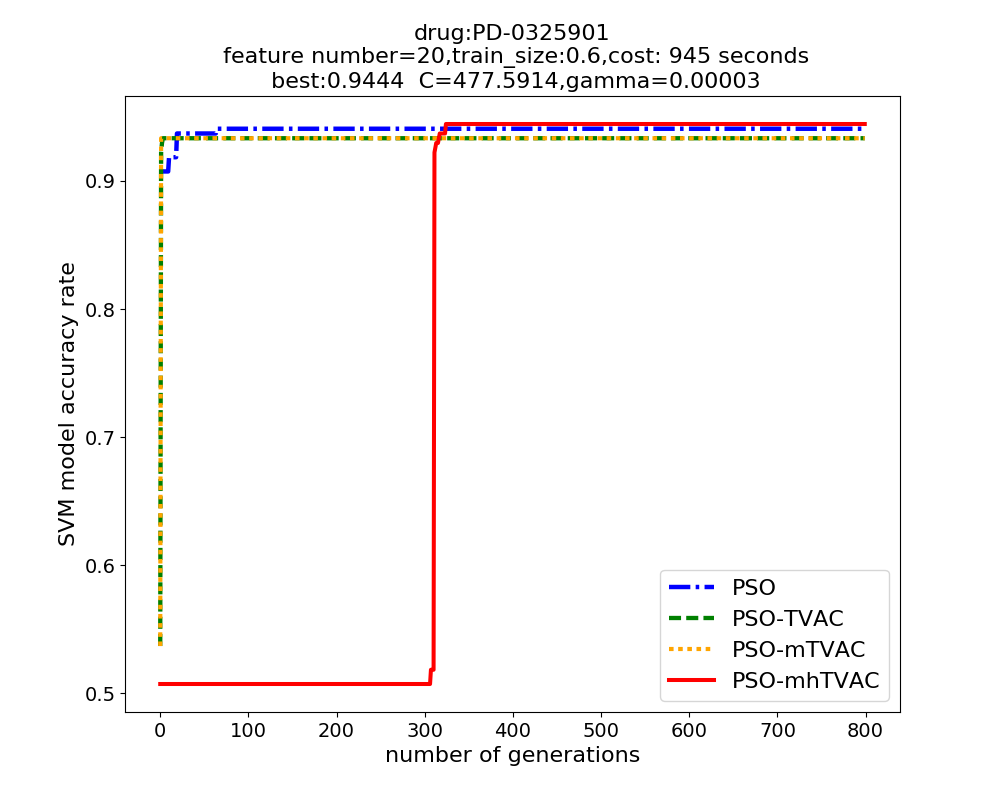 drug:PD-0325901
feature number=20,train_size:0.6,cost: 945 seconds
best:0.9444  C=477.5914,gamma=0.00003
SVM model accuracy rate
0.9
0.8
0.7
0.6
0.5
PSO
PSO-TVAC
PSO-mTVAC
PSO-mhTVAC
0 100 200 300 400 500 600 700 800
number of generations